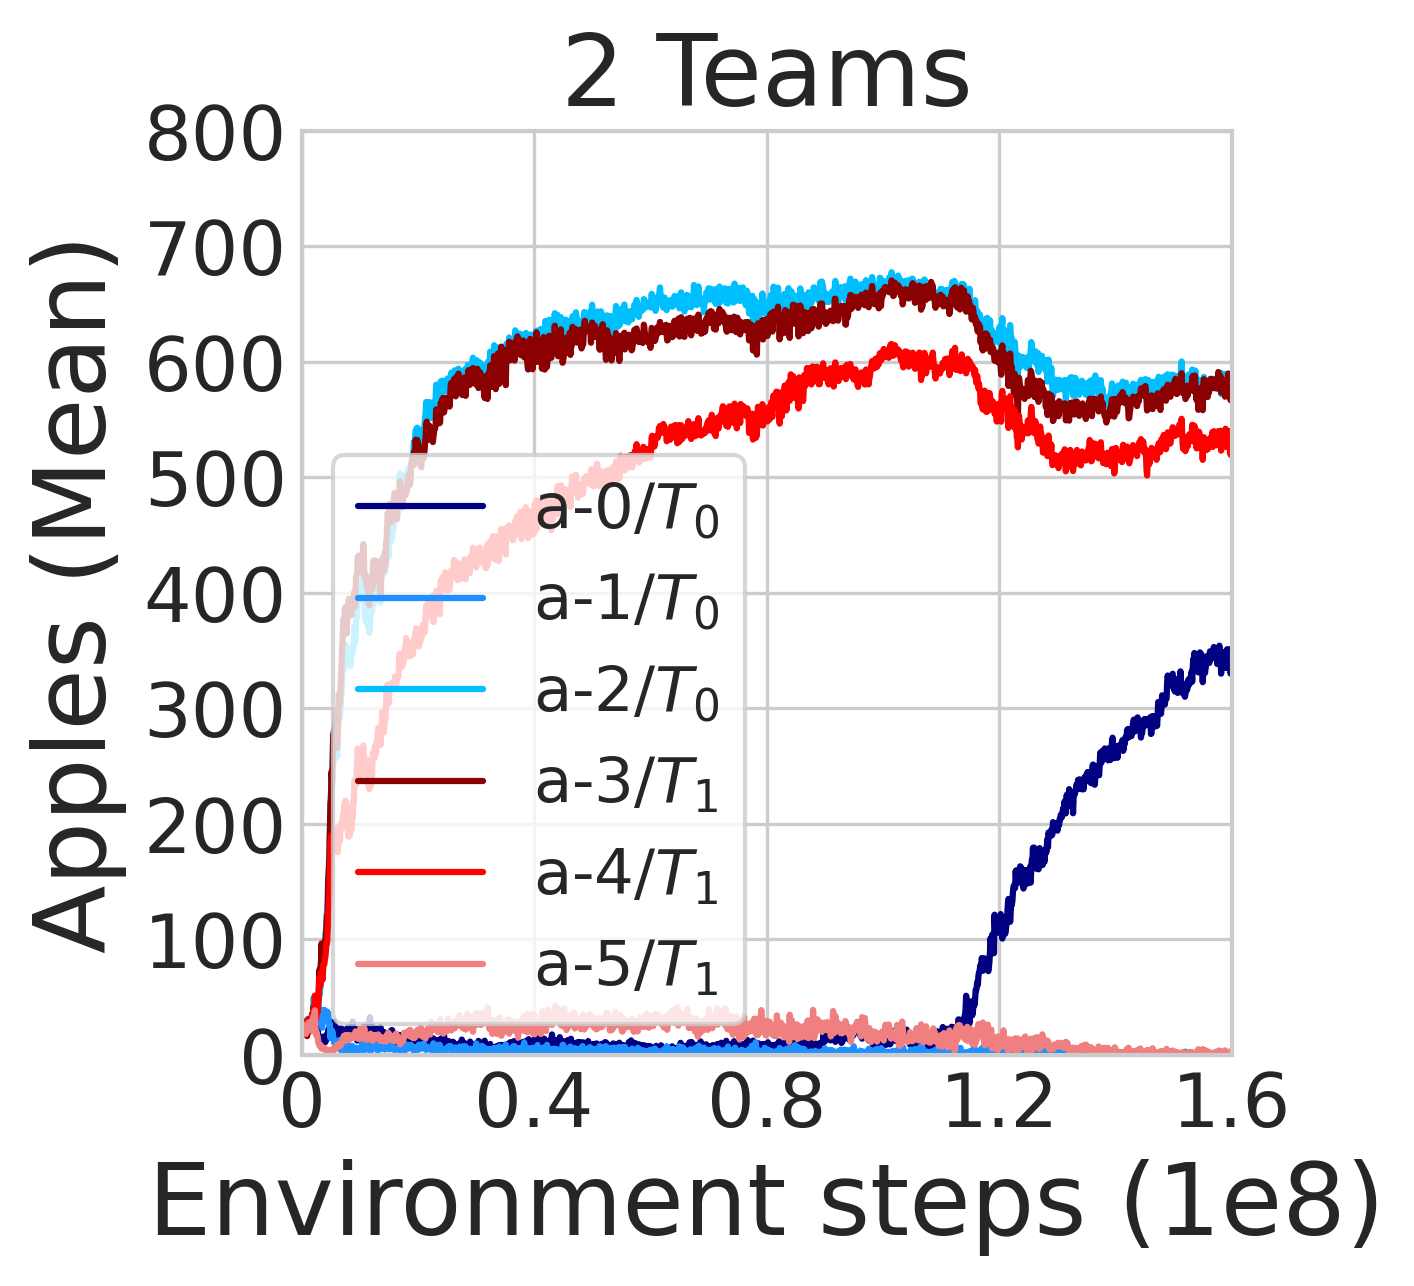 2 Teams
800
700
600
500
400
300
200
100
0
Apples (Mean)
a-0/T₀
a-1/T₀
a-2/T₀
a-3/T₁
a-4/T₁
a-5/T₁
0 0.4 0.8 1.2 1.6
Environment steps (1e8)